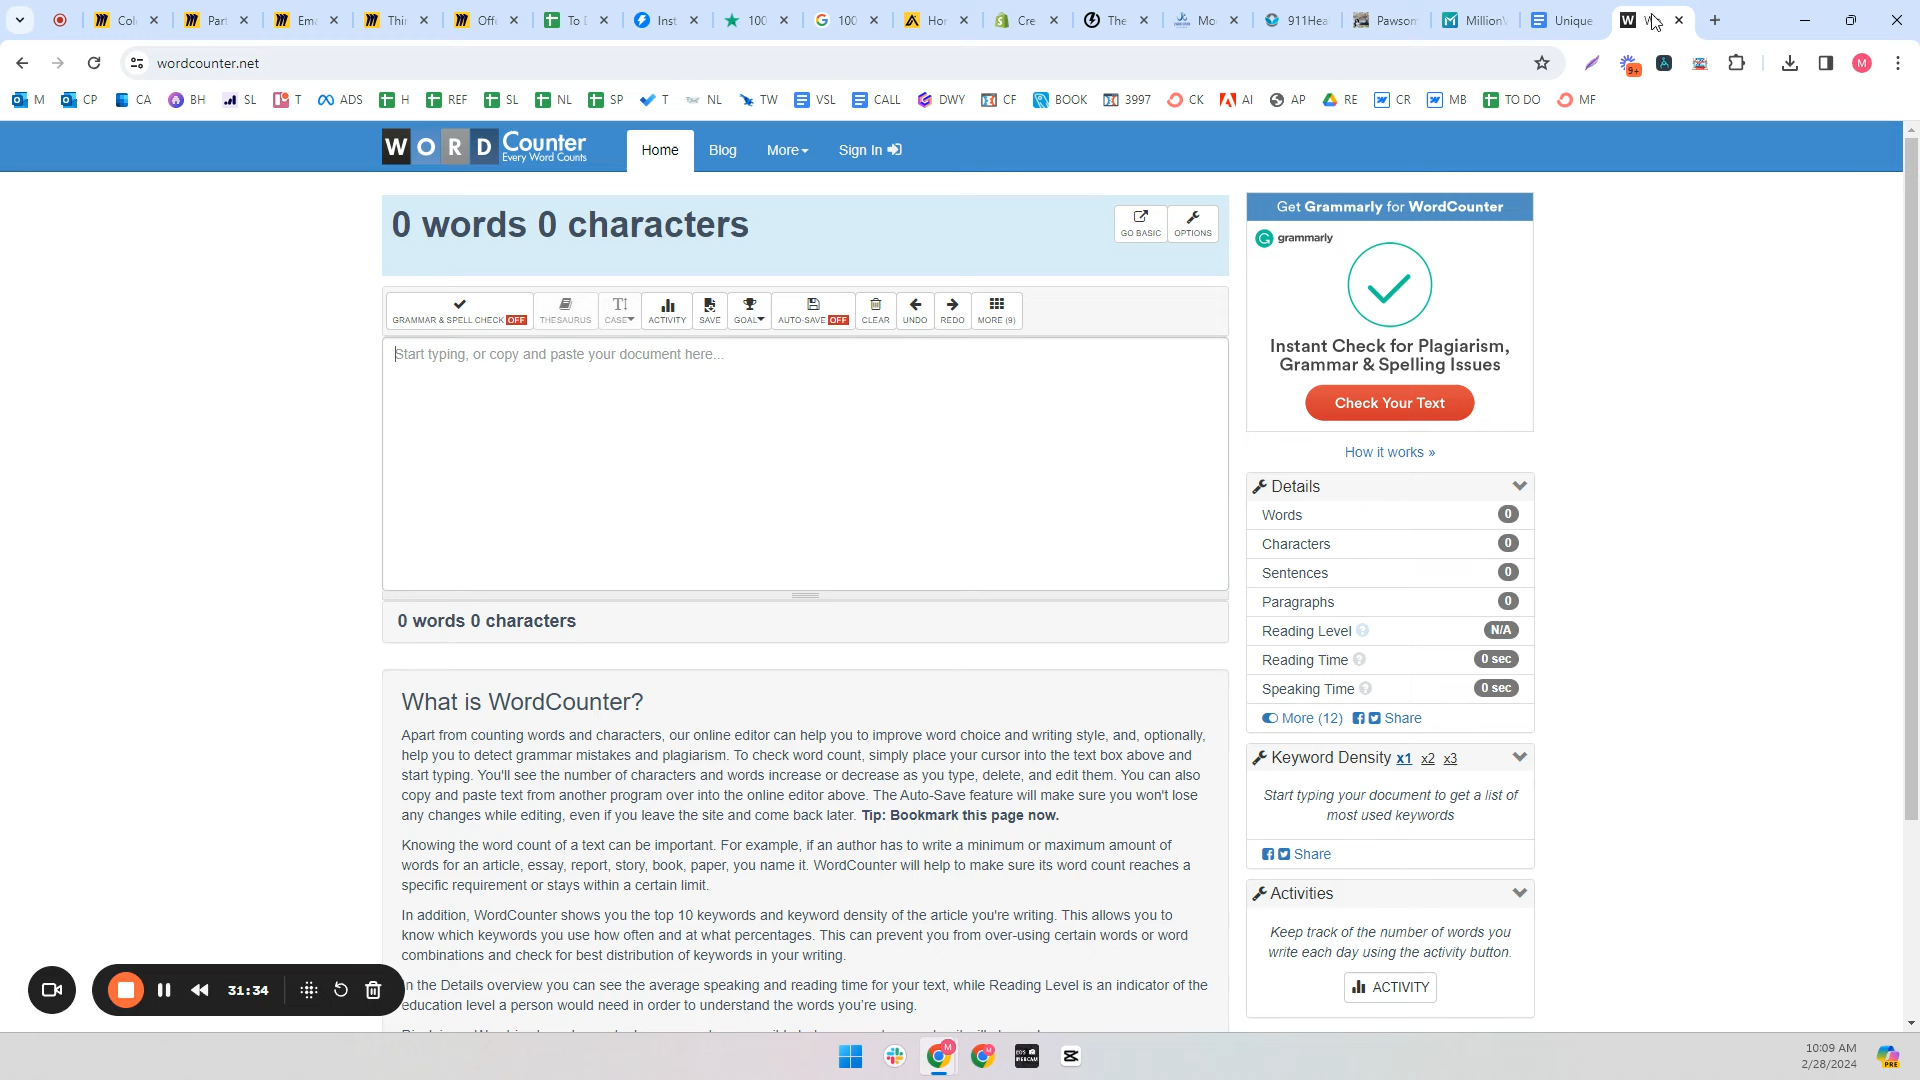 Col
Part
Em
Thir
Off
To D
Inst
100
100
Hor
Cre
The
Mo
911Hea
Pawsom
Million
Unique
W
wordcounter.net
9+
M
M
CP
CA
BH
SL
T
ADS
H
REF
SL
NL
SP
T
NL
TW
VSL
CALL
DWY
CF
BOOK
3997
CK
AI
AP
RE
CR
MB
TO DO
MF
WORD Counter
Every Word Counts
Home
Blog
More
Sign In
0 words 0 characters
GO BASIC
OPTIONS
GRAMMAR & SPELL CHECK OFF
THESAURUS
CASE
ACTIVITY
SAVE
GOAL
AUTO-SAVE OFF
CLEAR
UNDO
REDO
MORE (9)
Start typing, or copy and paste your document here...
0 words 0 characters
What is WordCounter?
Apart from counting words and characters, our online editor can help you to improve word choice and writing style, and, optionally,
help you to detect grammar mistakes and plagiarism. To check word count, simply place your cursor into the text box above and
start typing. You'll see the number of characters and words increase or decrease as you type, delete, and edit them. You can also
copy and paste text from another program over into the online editor above. The Auto-Save feature will make sure you won't lose
any changes while editing, even if you leave the site and come back later. Tip: Bookmark this page now.
Knowing the word count of a text can be important. For example, if an author has to write a minimum or maximum amount of
words for an article, essay, report, story, book, paper, you name it. WordCounter will help to make sure its word count reaches a
specific requirement or stays within a certain limit.
In addition, WordCounter shows you the top 10 keywords and keyword density of the article you're writing. This allows you to
know which keywords you use how often and at what percentages. This can prevent you from over-using certain words or word
combinations and check for best distribution of keywords in your writing.
n the Details overview you can see the average speaking and reading time for your text, while Reading Level is an indicator of the
education level a person would need in order to understand the words you're using.
Get Grammarly for WordCounter
grammarly
Instant Check for Plagiarism,
Grammar & Spelling Issues
Check Your Text
How it works »
Details
Words 0
Characters 0
Sentences 0
Paragraphs 0
Reading Level N/A
Reading Time 0 sec
Speaking Time 0 sec
More (12) Share
Keyword Density x1 x2 x3
Start typing your document to get a list of
most used keywords
Share
Activities
Keep track of the number of words you
write each day using the activity button.
ACTIVITY
31:34
10:09 AM
2/28/2024